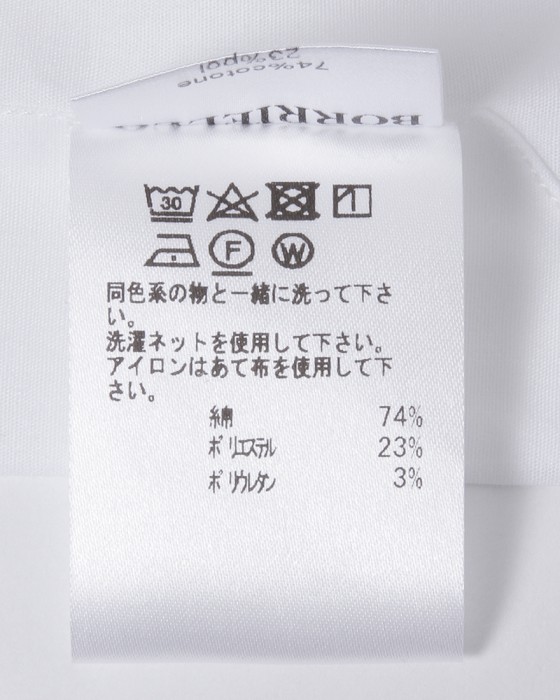 74%cotone
23%pol
BORRIELLO
30
F
W
同色系の物と一緒に洗って下さ
い。
洗濯ネットを使用して下さい。
アイロンはあて布を使用して下
さい。
綿 74%
ポリエステル 23%
ポリウレタン 3%